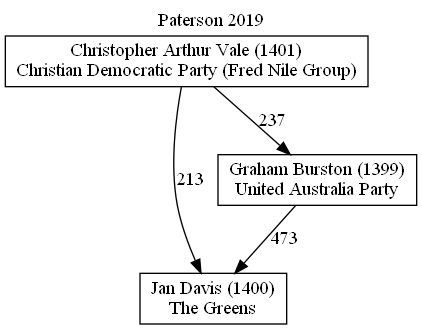 Paterson 2019
Christopher Arthur Vale (1401)
Christian Democratic Party (Fred Nile Group)
237
Graham Burston (1399)
United Australia Party
213
473
Jan Davis (1400)
The Greens